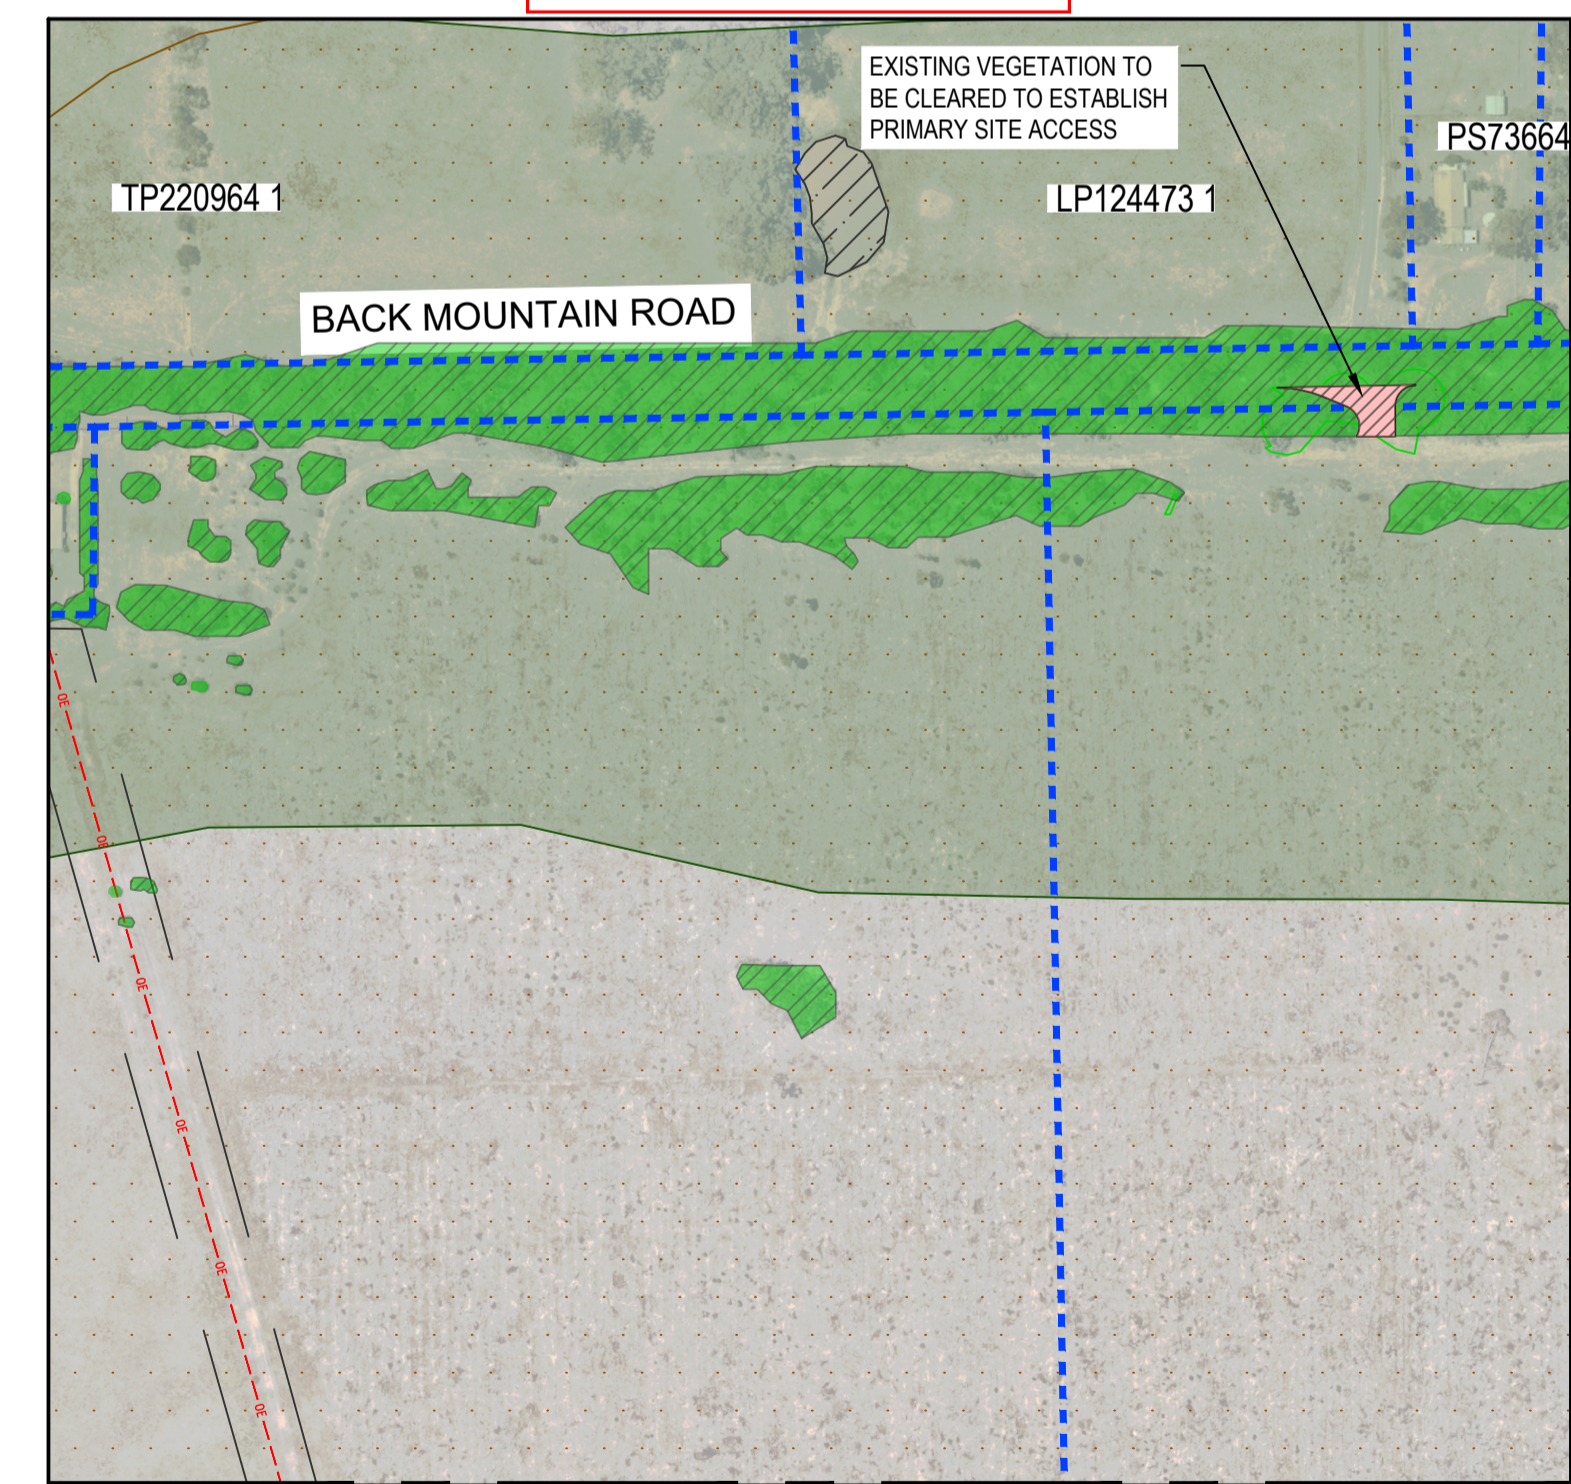 EXISTING VEGETATION TO
BE CLEARED TO ESTABLISH
PRIMARY SITE ACCESS
PS73664
TP220964 1
LP124473 1
BACK MOUNTAIN ROAD
OE
OE
OE
OE
OE
OE